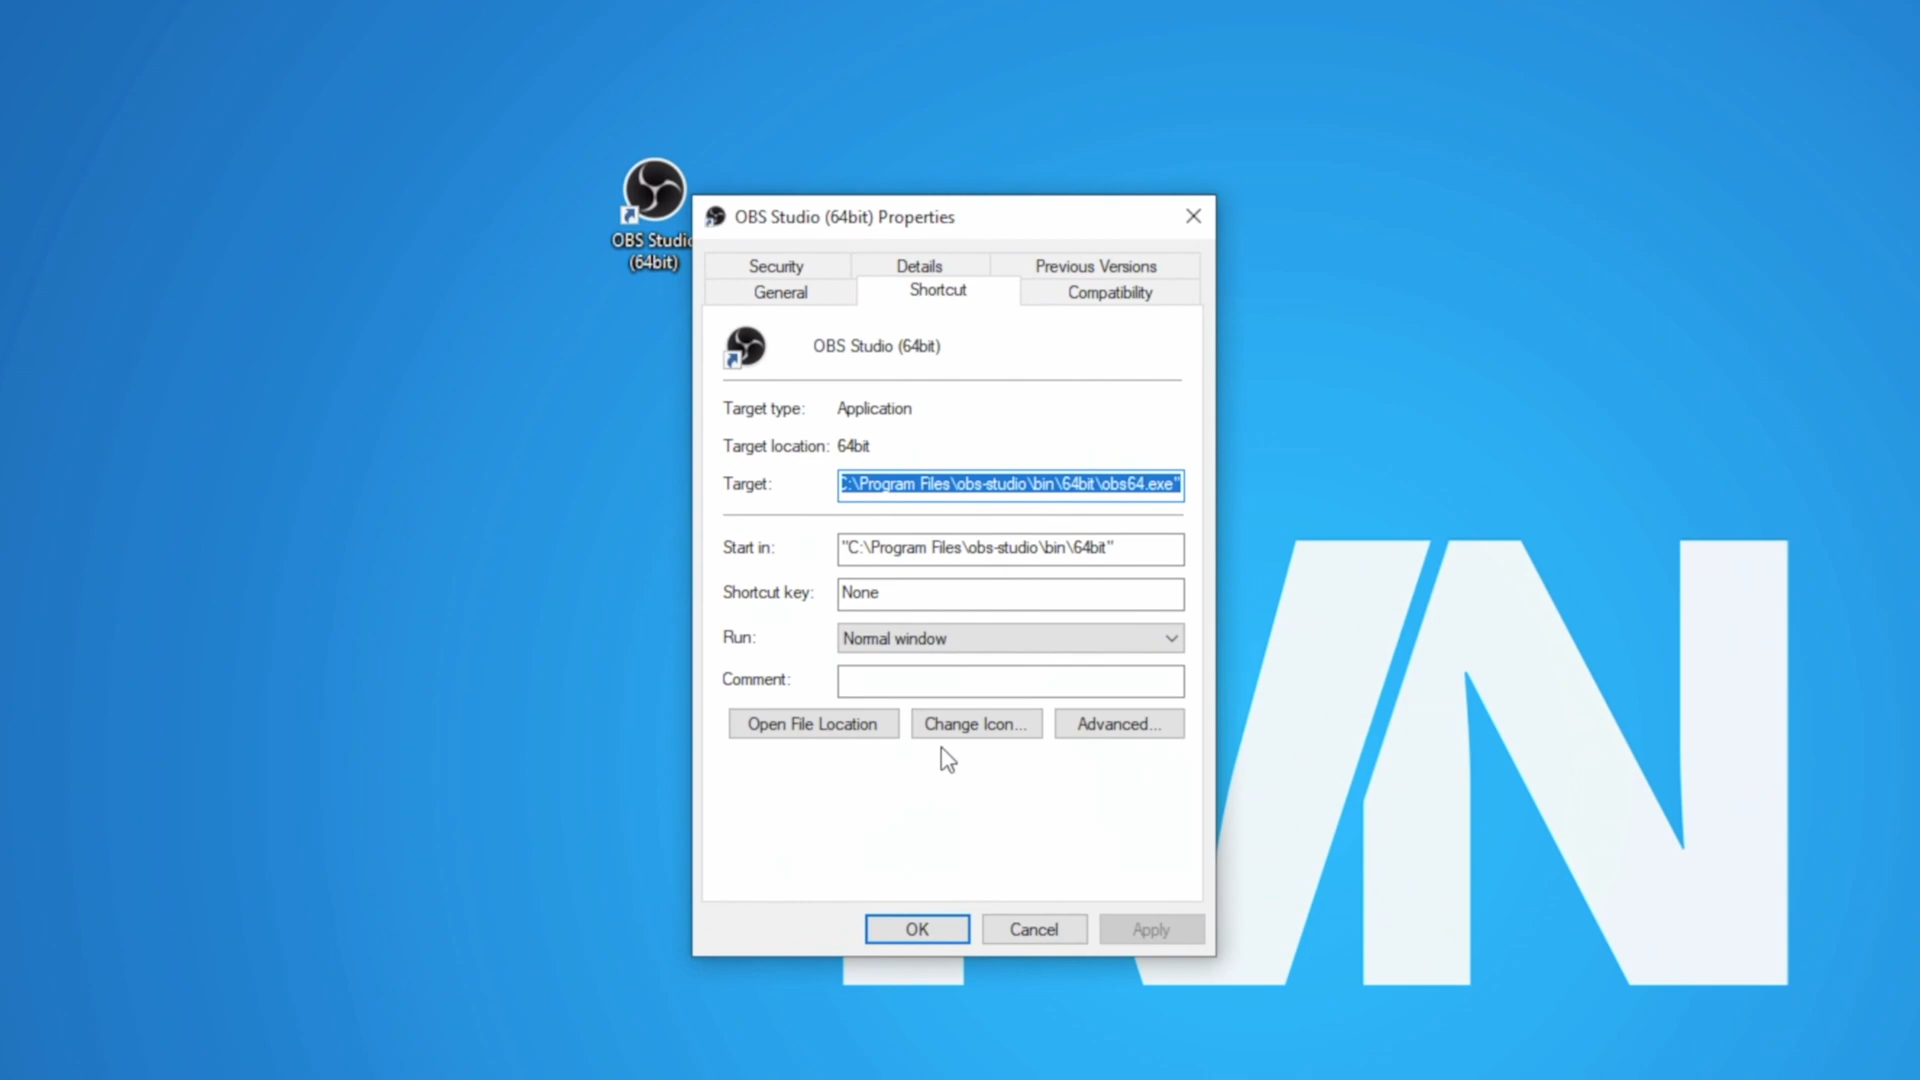 OBS Studio
(64bit)
OBS Studio (64bit) Properties
Security Details Previous Versions
General Shortcut Compatibility
OBS Studio (64bit)
Target type: Application
Target location: 64bit
Target: C:\Program Files\obs-studio\bin\64bit\obs64.exe"
Start in: "C:\Program Files\obs-studio\bin\64bit"
Shortcut key: None
Run: Normal window
Comment:
Open File Location Change Icon... Advanced...
OK Cancel Apply